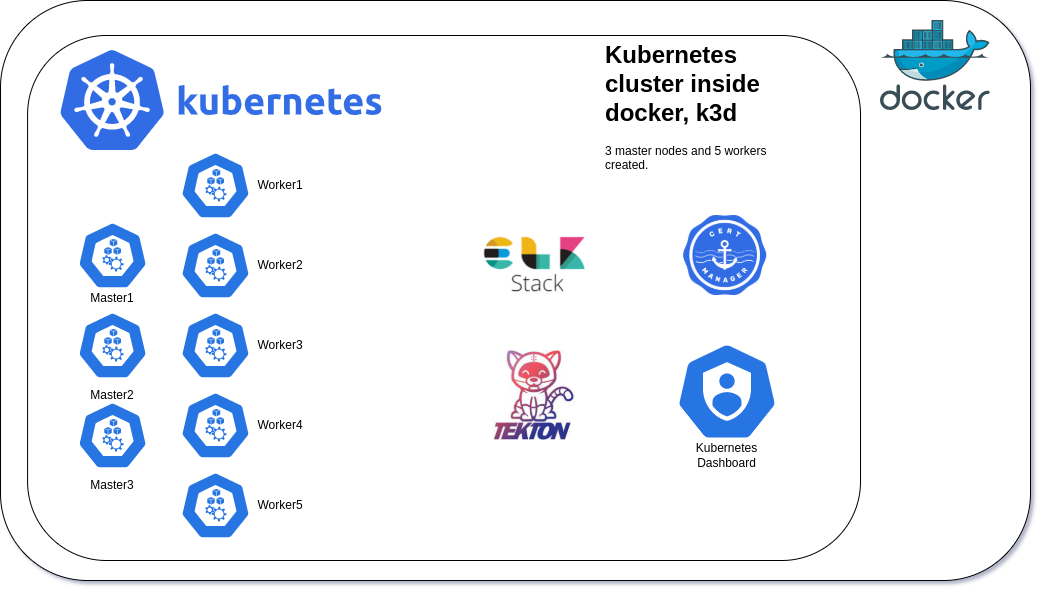 kubernetes
Kubernetes
cluster inside
docker, k3d
3 master nodes and 5 workers
created.
docker
Worker1
Worker2
Worker3
Worker4
Worker5
Master1
Master2
Master3
ELK
Stack
CERT
MANAGER
TEKTON
Kubernetes
Dashboard